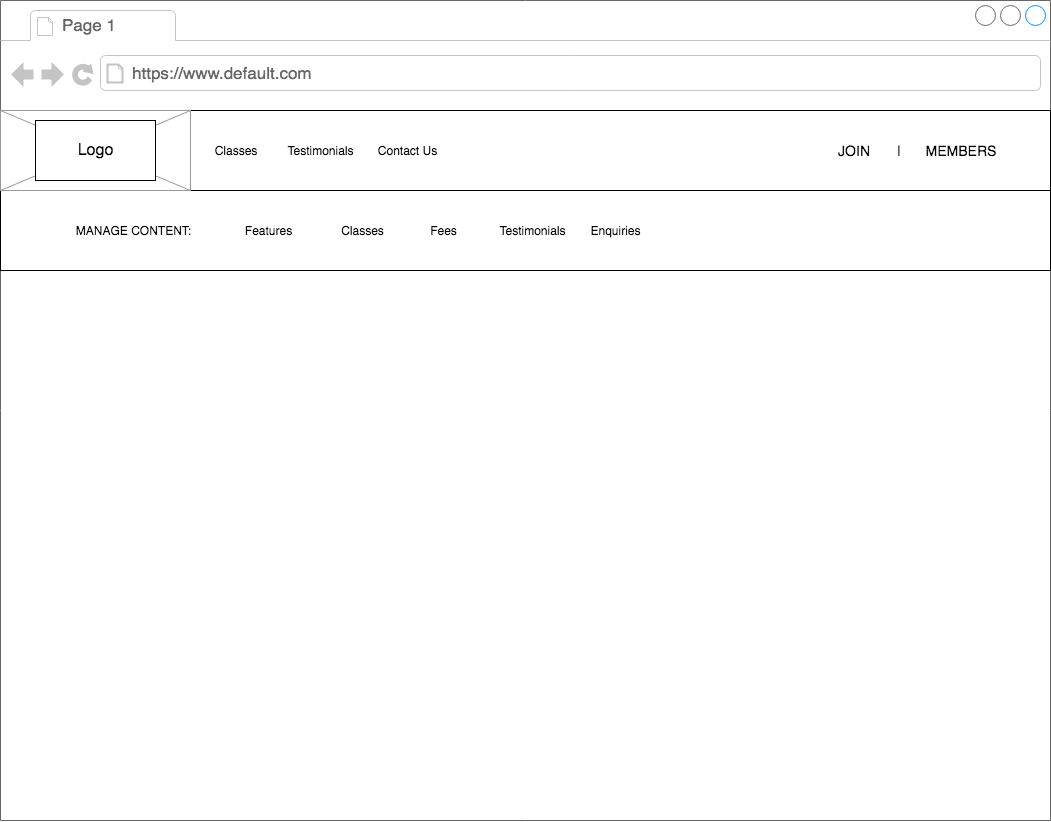 Page 1
https://www.default.com
Logo
Classes Testimonials Contact Us JOIN | MEMBERS
MANAGE CONTENT: Features Classes Fees Testimonials Enquiries